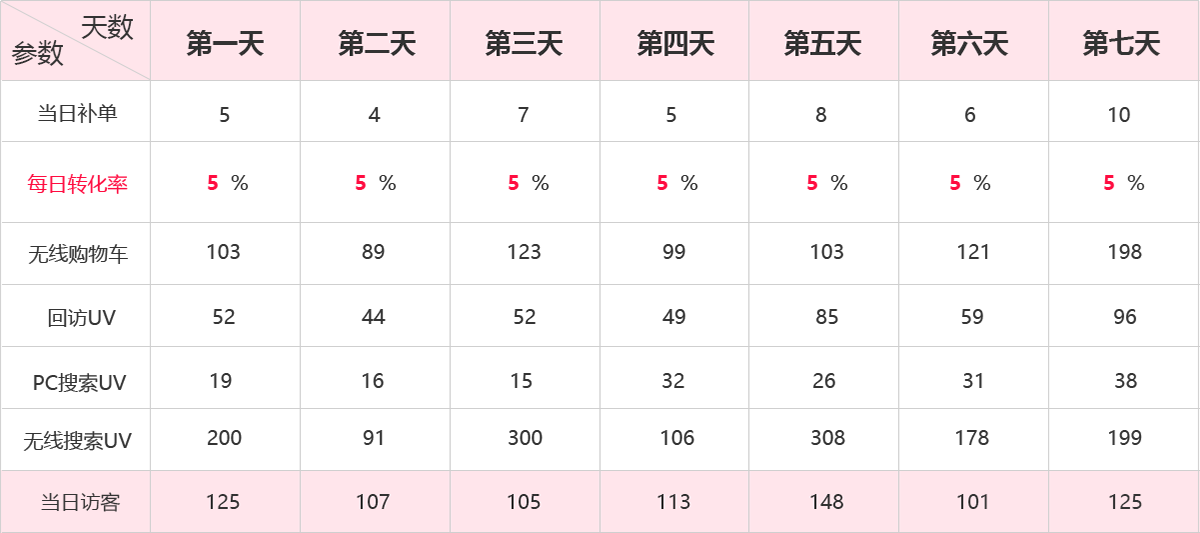 天数
参数
第一天 第二天 第三天 第四天 第五天 第六天 第七天
当日补单 5 4 7 5 8 6 10
每日转化率 5 % 5 % 5 % 5 % 5 % 5 % 5 %
无线购物车 103 89 123 99 103 121 198
回访UV 52 44 52 49 85 59 96
PC搜索UV 19 16 15 32 26 31 38
无线搜索UV 200 91 300 106 308 178 199
当日访客 125 107 105 113 148 101 125